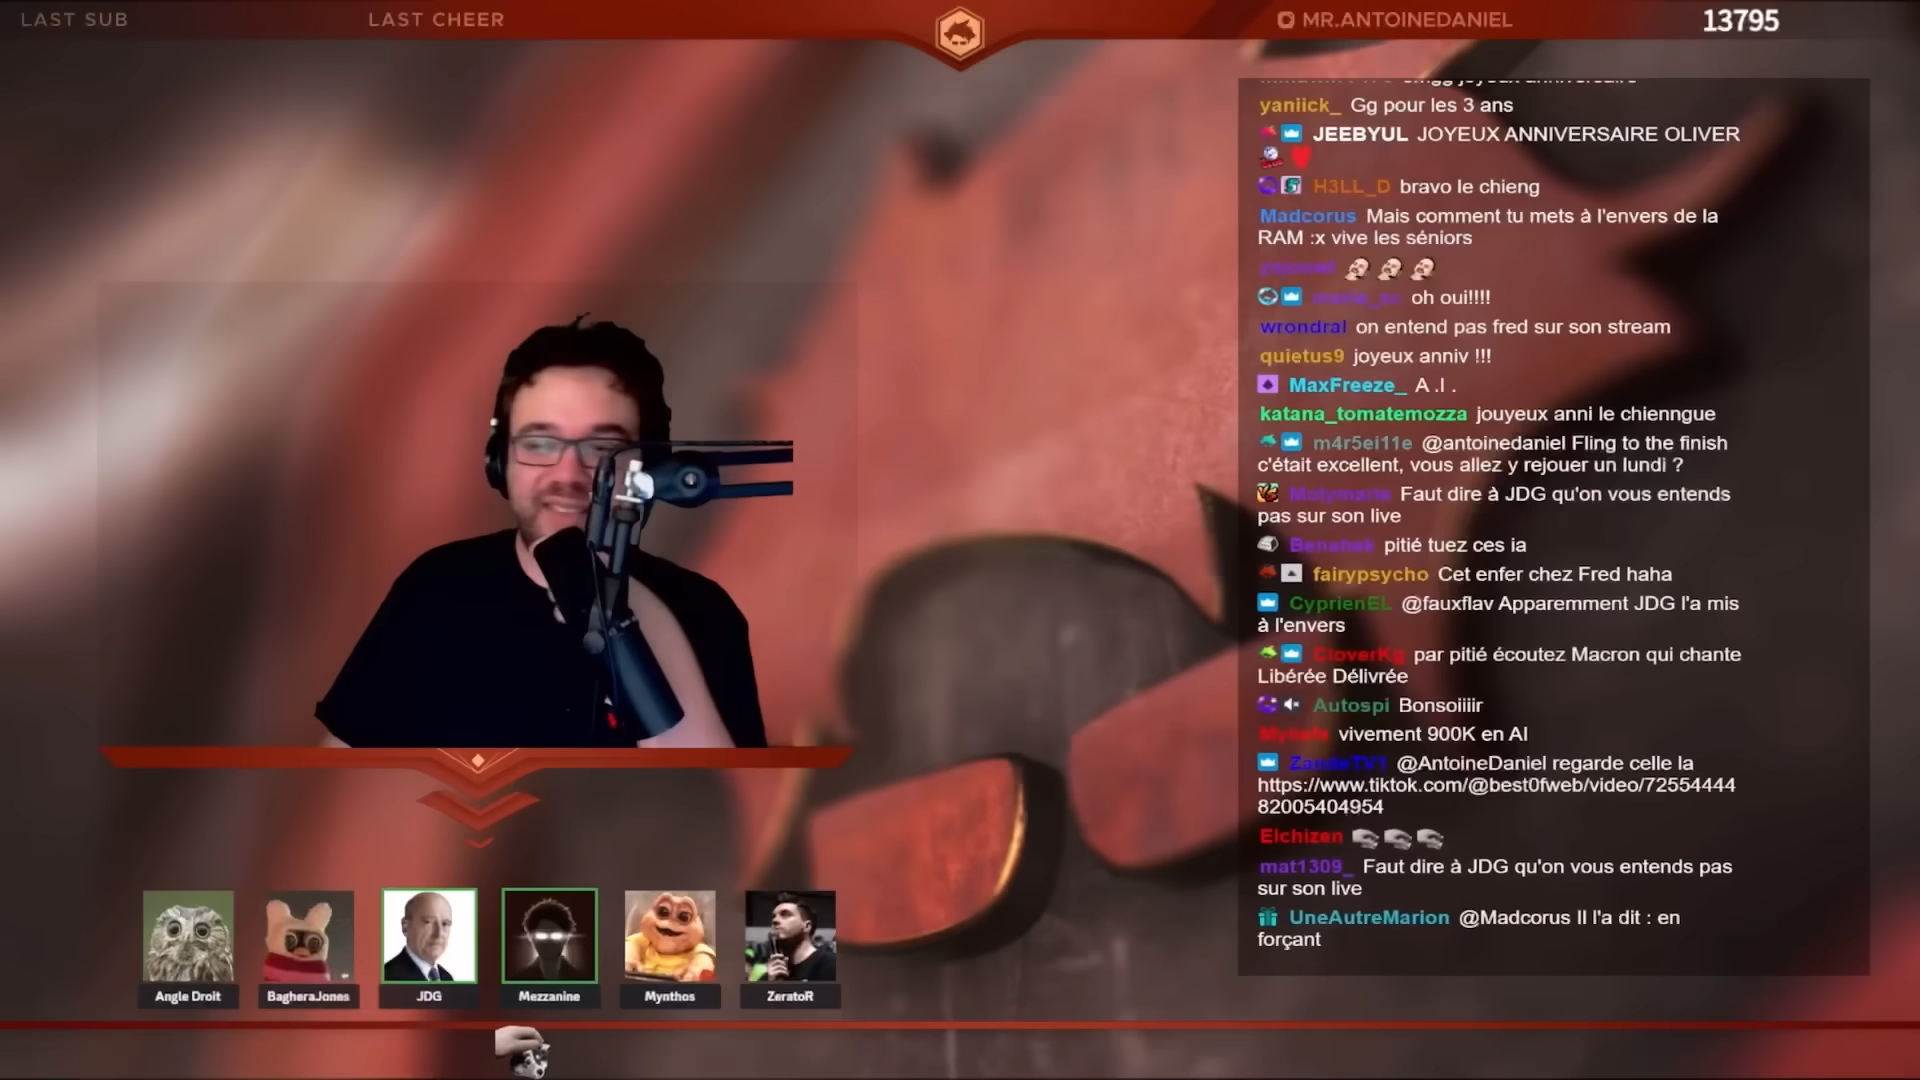 LAST SUB
LAST CHEER
MR.ANTOINEDANIEL
13795
yaniick_ Gg pour les 3 ans
JEEBYUL JOYEUX ANNIVERSAIRE OLIVER
H3LL_D bravo le chieng
Madcorus Mais comment tu mets à l'envers de la
RAM :x vive les séniors
oh oui!!!!
wrondral on entend pas fred sur son stream
quietus9 joyeux anniv !!!
MaxFreeze_ A .I .
katana_tomatemozza jouyeux anni le chienngue
m4r5ei11e @antoinedaniel Fling to the finish
c'était excellent, vous allez y rejouer un lundi ?
Faut dire à JDG qu'on vous entends
pas sur son live
Benahek pitié tuez ces ia
fairypsycho Cet enfer chez Fred haha
CyprienEL @fauxflav Apparemment JDG l'a mis
à l'envers
CloverKg par pitié écoutez Macron qui chante
Libérée Délivrée
Autospi Bonsoiiiir
vivement 900K en AI
ZandeTV1 @AntoineDaniel regarde celle la
https://www.tiktok.com/@best0fweb/video/72554444
82005404954
Elchizen
mat1309_ Faut dire à JDG qu'on vous entends pas
sur son live
UneAutreMarion @Madcorus Il l'a dit : en
forçant
Angle Droit
BagheraJones
JDG
Mezzanine
Mynthos
ZeratoR